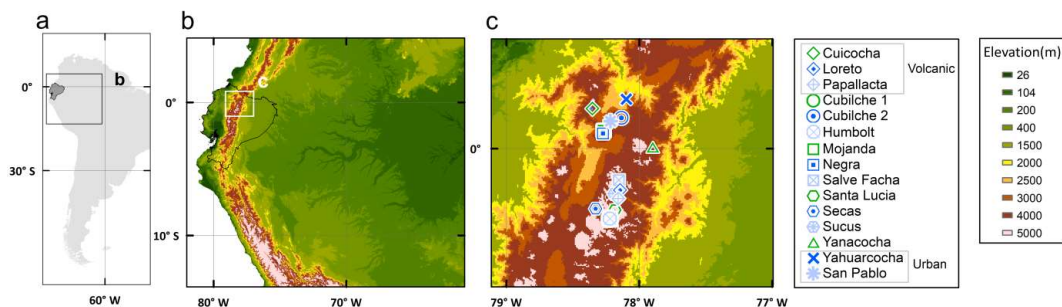 a
b
c
b
C
0°
30° S
60° W
0°
10° S
80° W
70° W
0°
79° W
78° W
77° W
Cuicocha
Loreto
Papallacta
Volcanic
Cubilche 1
Cubilche 2
Humbolt
Mojanda
Negra
Salve Facha
Santa Lucia
Secas
Sucus
Yanacocha
Yahuarcocha
San Pablo
Urban
Elevation(m)
26
104
200
400
1500
2000
2500
3000
4000
5000